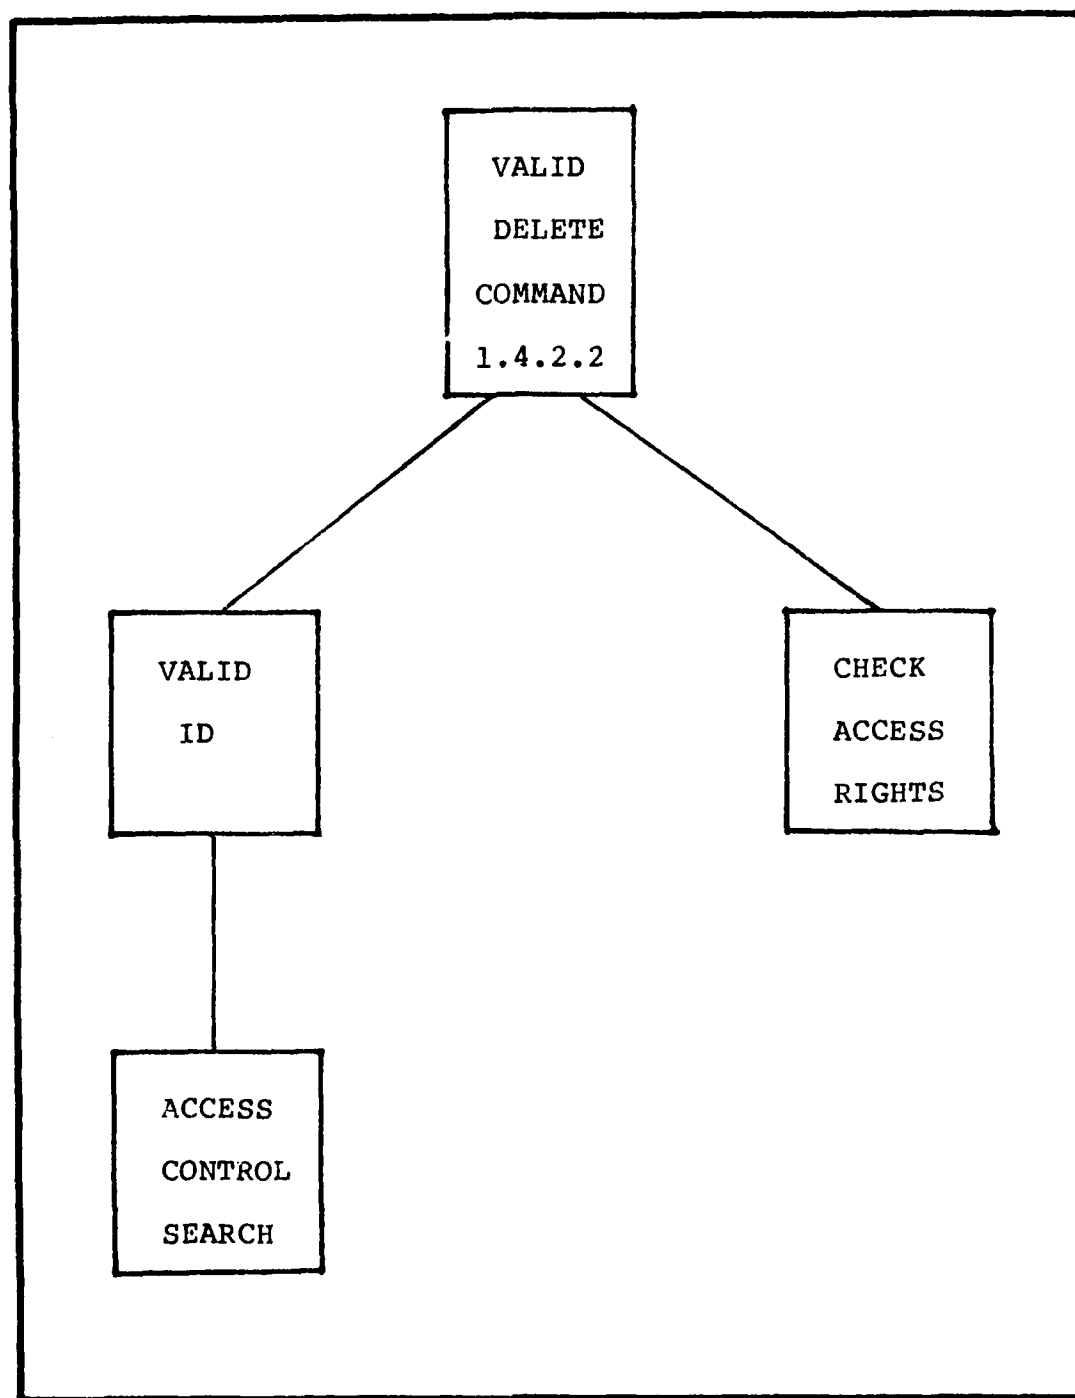 VALID
DELETE
COMMAND
1.4.2.2
VALID
ID
CHECK
ACCESS
RIGHTS
ACCESS
CONTROL
SEARCH